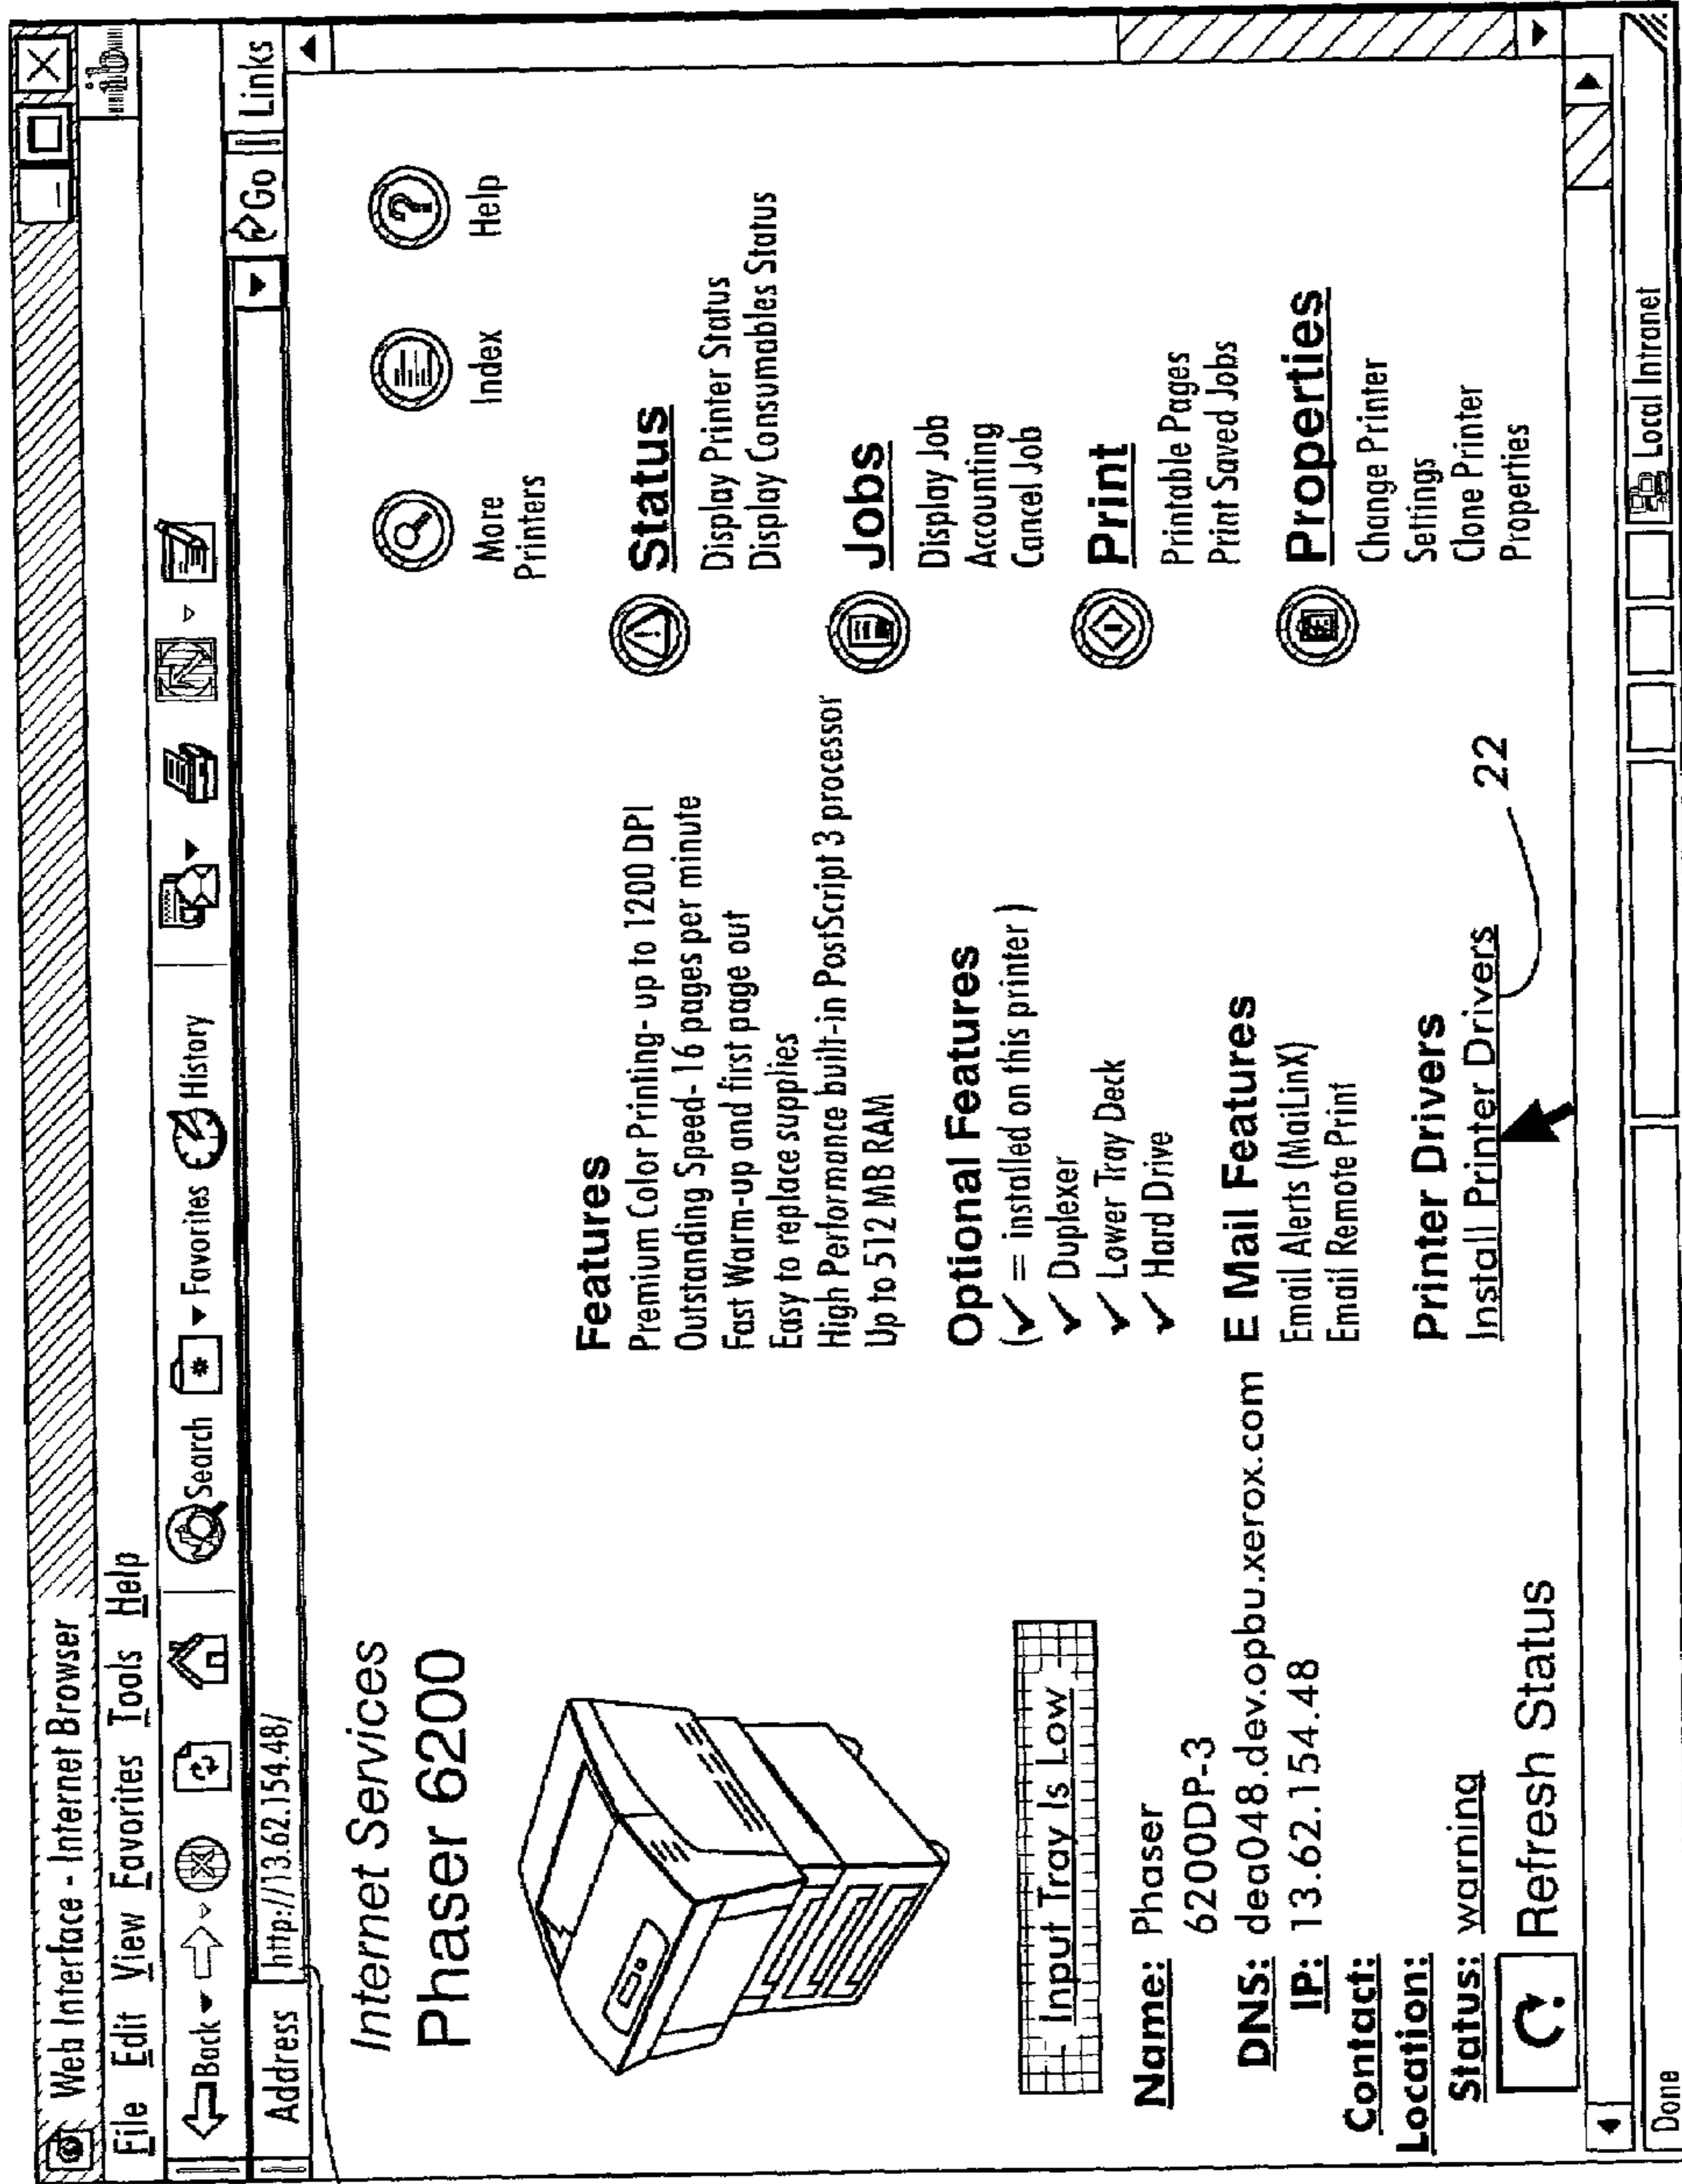 Web Interface - Internet Browser
File Edit View Favorites Tools Help
Back Search Favorites History
Address http://13.62.154.48/ Go Links
Internet Services
Phaser 6200
More Printers
Index
Help
Input Tray Is Low
Name: Phaser
6200DP-3
DNS: dea048.dev.opbu.xerox.com
IP: 13.62.154.48
Contact:
Location:
Status: warning
Refresh Status
Features
Premium Color Printing- up to 1200 DPI
Outstanding Speed- 16 pages per minute
Fast Warm-up and first page out
Easy to replace supplies
High Performance built-in PostScript 3 processor
Up to 512 MB RAM
Optional Features
(✓ = installed on this printer )
✓ Duplexer
✓ Lower Tray Deck
✓ Hard Drive
E Mail Features
Email Alerts (MaiLinX)
Email Remote Print
Printer Drivers
Install Printer Drivers
22
Status
Display Printer Status
Display Consumables Status
Jobs
Display Job
Accounting
Cancel Job
Print
Printable Pages
Print Saved Jobs
Properties
Change Printer
Settings
Clone Printer
Properties
Done
Local Intranet